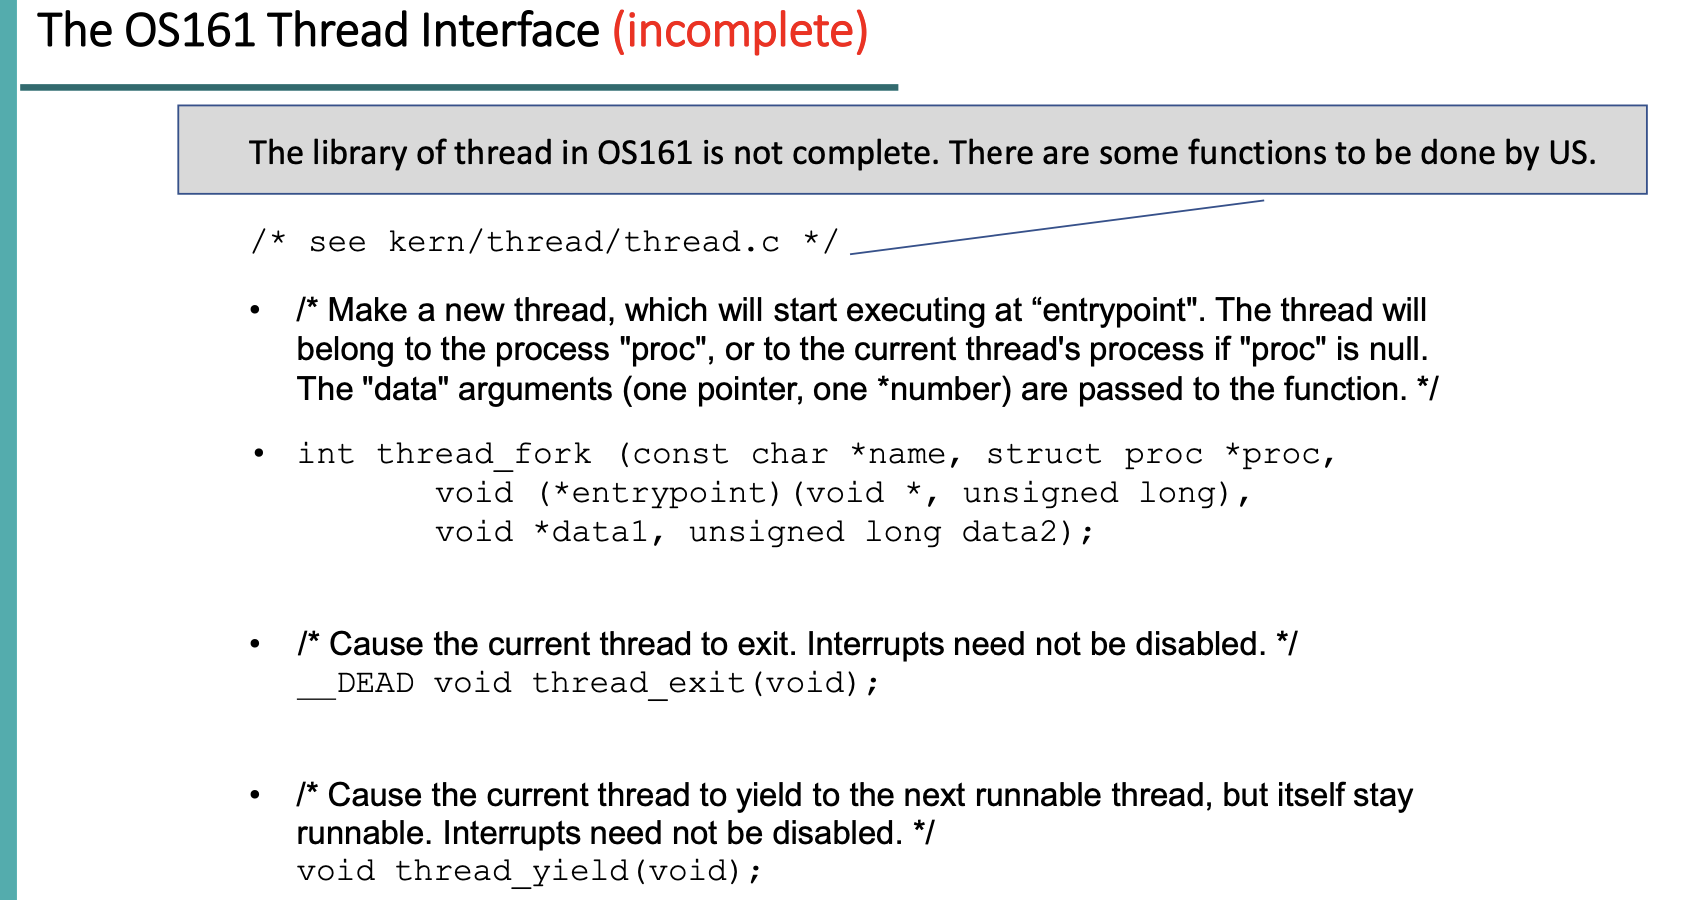 The OS161 Thread Interface (incomplete)
The library of thread in OS161 is not complete. There are some functions to be done by US.
/* see kern/thread/thread.c */
• /* Make a new thread, which will start executing at “entrypoint". The thread will
belong to the process "proc", or to the current thread's process if "proc" is null.
The "data" arguments (one pointer, one *number) are passed to the function. */
• int thread_fork (const char *name, struct proc *proc,
void (*entrypoint)(void *, unsigned long),
void *data1, unsigned long data2);
• /* Cause the current thread to exit. Interrupts need not be disabled. */
__DEAD void thread_exit(void);
• /* Cause the current thread to yield to the next runnable thread, but itself stay
runnable. Interrupts need not be disabled. */
void thread_yield(void);